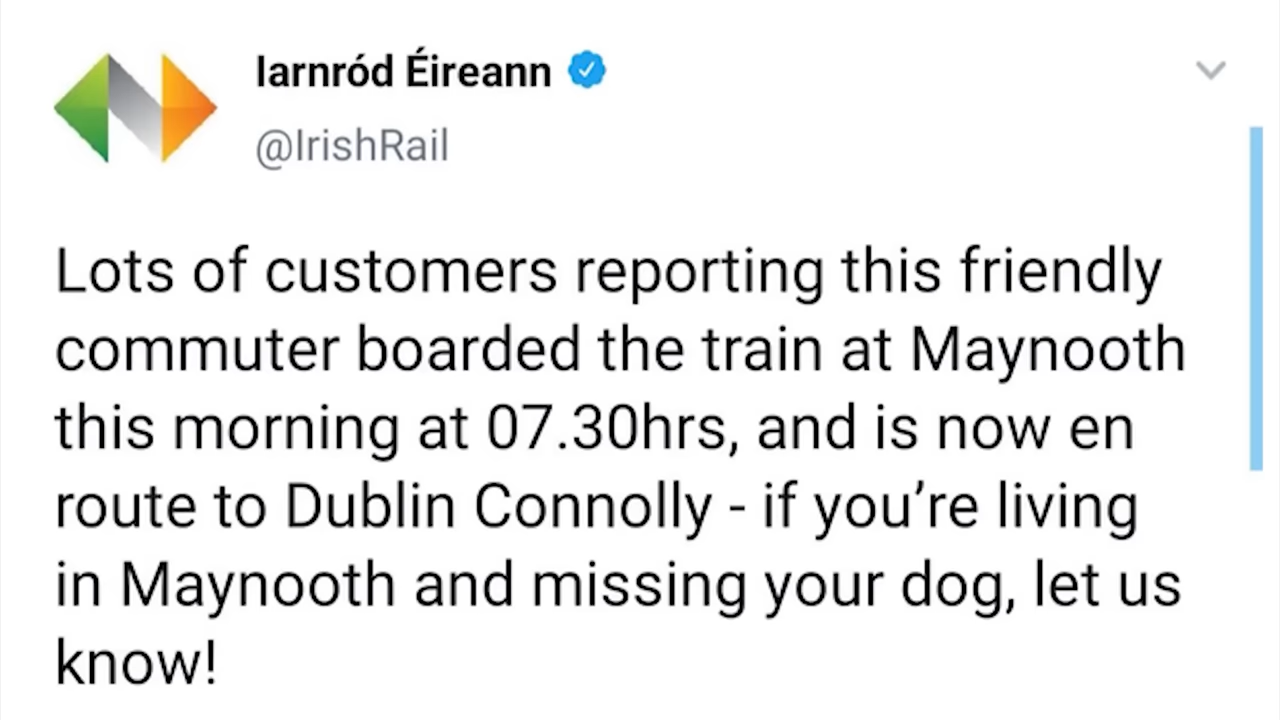 Iarnród Éireann
@IrishRail
Lots of customers reporting this friendly
commuter boarded the train at Maynooth
this morning at 07.30hrs, and is now en
route to Dublin Connolly - if you’re living
in Maynooth and missing your dog, let us
know!